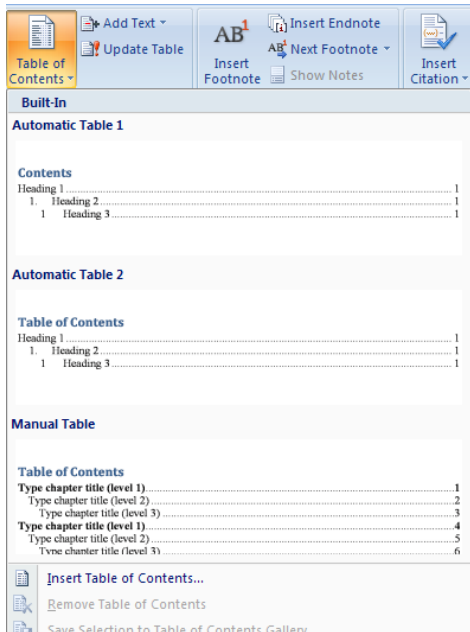 Add Text
Insert Endnote
Update Table
AB1
AB1 Next Footnote
Table of
Contents
Insert
Footnote
Show Notes
Insert
Citation
Built-In
Automatic Table 1
Contents
Heading 1........1
1. Heading 2........1
1 Heading 3........1
Automatic Table 2
Table of Contents
Heading 1........1
1. Heading 2........1
1 Heading 3........1
Manual Table
Table of Contents
Type chapter title (level 1)........1
Type chapter title (level 2)........2
Type chapter title (level 3)........3
Type chapter title (level 1)........4
Type chapter title (level 2)........5
Type chapter title (level 3)........6
Insert Table of Contents...
Remove Table of Contents
Save Selection to Table of Contents Gallery